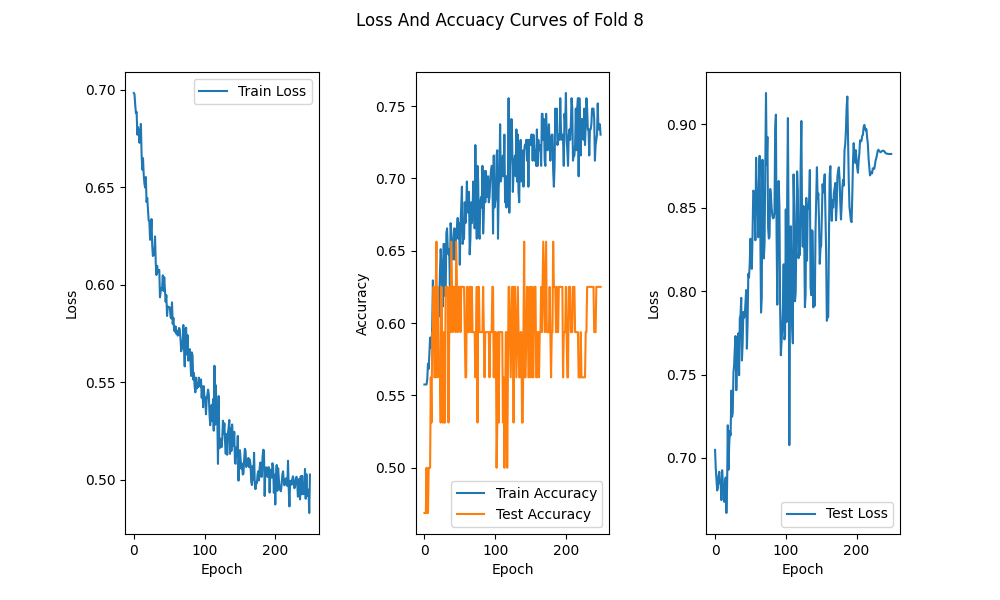 Loss And Accuacy Curves of Fold 8
0.70
0.65
0.60
0.55
0.50
Loss
0
100
200
Epoch
Train Loss
0.75
0.70
0.65
0.60
0.55
0.50
Accuracy
0
100
200
Epoch
Train Accuracy
Test Accuracy
0.90
0.85
0.80
0.75
0.70
Loss
0
100
200
Epoch
Test Loss